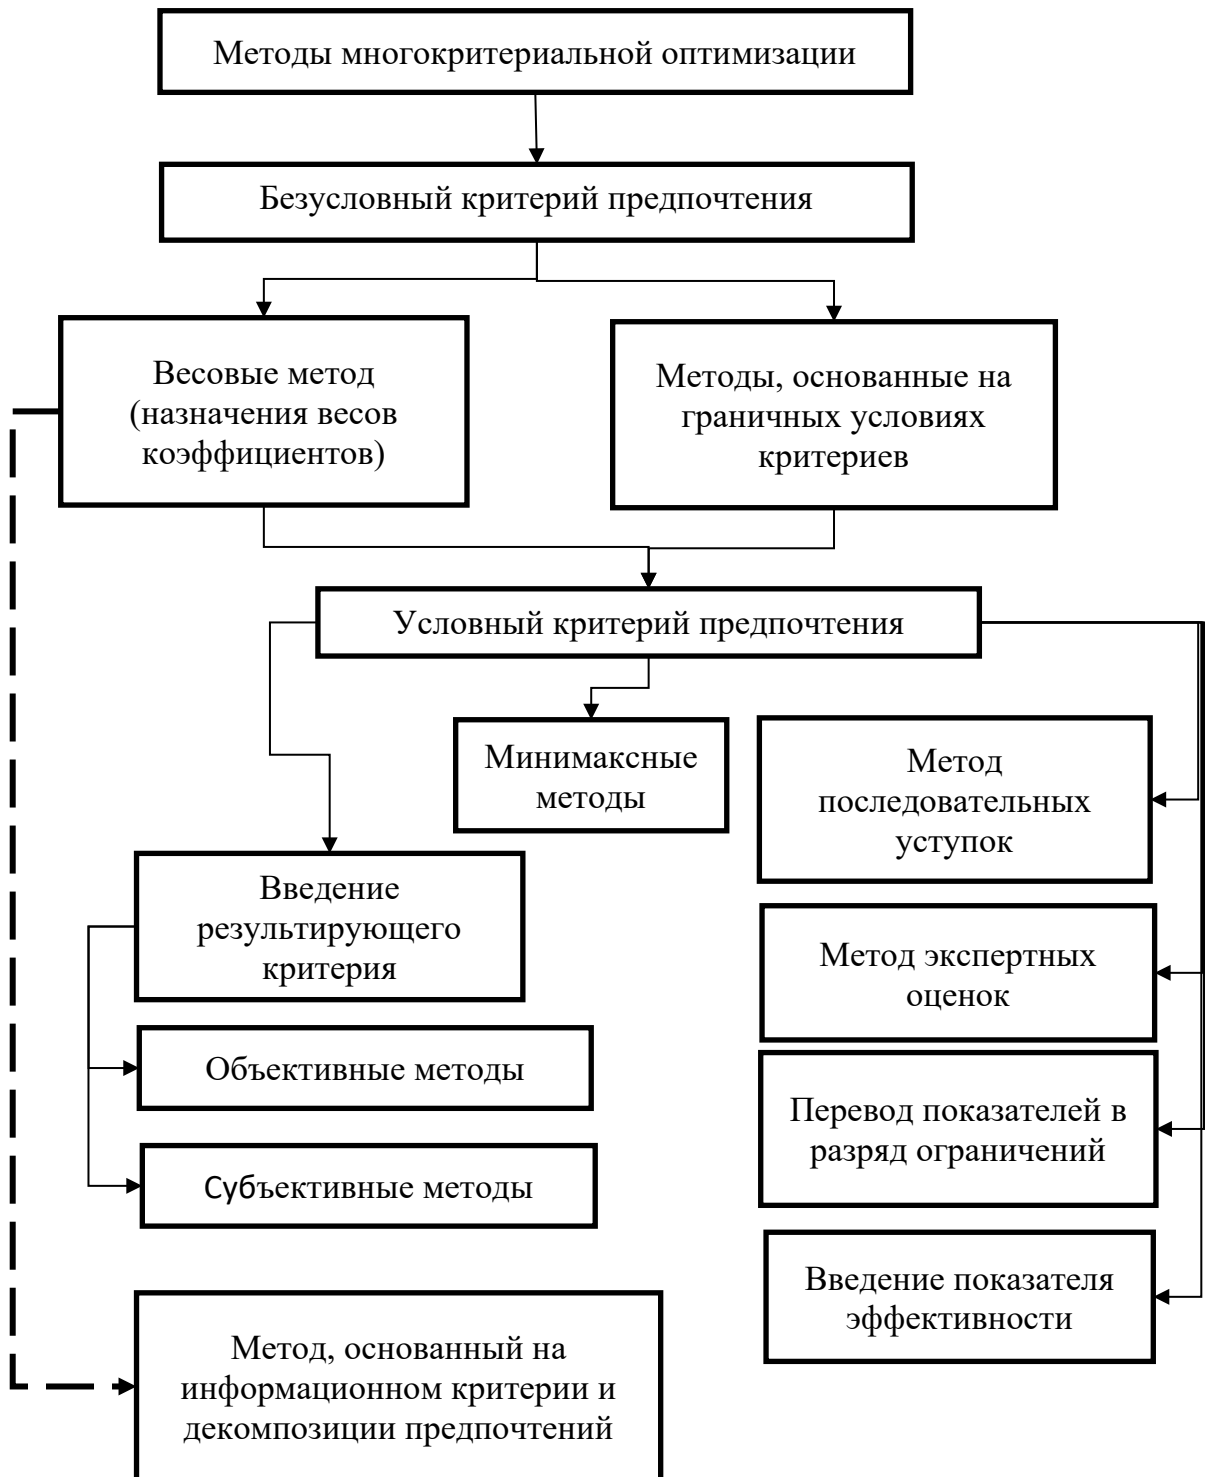 Методы многокритериальной оптимизации
Безусловный критерий предпочтения
Весовые метод
(назначения весов
коэффициентов)
Методы, основанные на
граничных условиях
критериев
Условный критерий предпочтения
Минимаксные
методы
Метод
последовательных
уступок
Введение
результирующего
критерия
Метод экспертных
оценок
Объективные методы
Перевод показателей в
разряд ограничений
Субъективные методы
Введение показателя
эффективности
Метод, основанный на
информационном критерии и
декомпозиции предпочтений